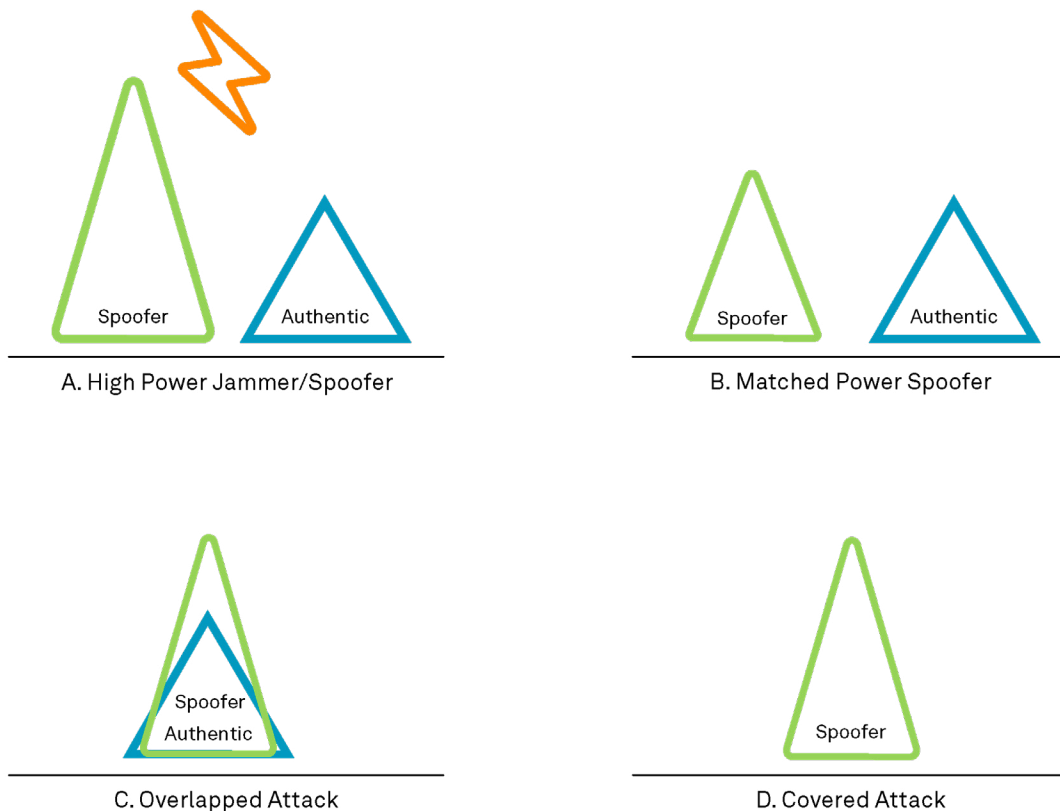 Spoofer
Authentic
A. High Power Jammer/Spoofer
Spoofer
Authentic
B. Matched Power Spoofer
Spoofer
Authentic
C. Overlapped Attack
Spoofer
D. Covered Attack